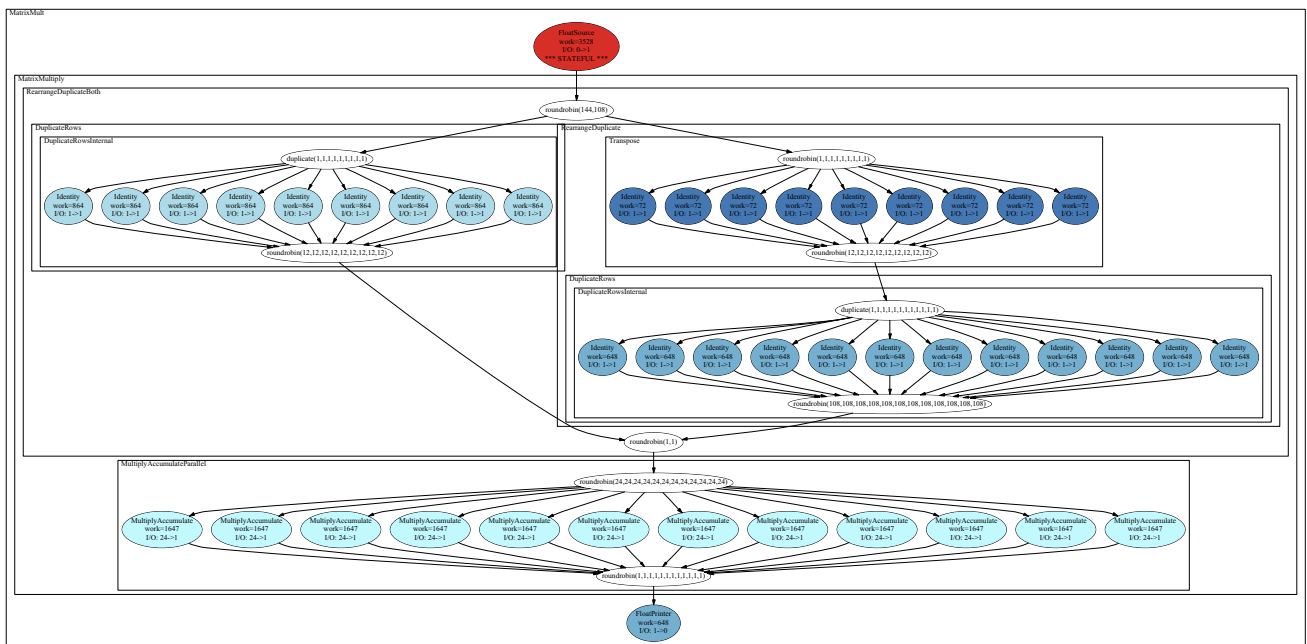 MatrixMult
FloatSource
work=3528
I/O: 0->1
*** STATEFUL ***
MatrixMultiply
RearrangeDuplicateBoth
roundrobin(144,108)
DuplicateRows
DuplicateRowsInternal
duplicate(1,1,1,1,1,1,1,1,1)
Identity Identity Identity Identity Identity Identity Identity Identity Identity
work=864 work=864 work=864 work=864 work=864 work=864 work=864 work=864 work=864
I/O: 1->1 I/O: 1->1 I/O: 1->1 I/O: 1->1 I/O: 1->1 I/O: 1->1 I/O: 1->1 I/O: 1->1 I/O: 1->1
roundrobin(12,12,12,12,12,12,12,12,12)
RearrangeDuplicate
Transpose
roundrobin(1,1,1,1,1,1,1,1,1)
Identity Identity Identity Identity Identity Identity Identity Identity Identity
work=72 work=72 work=72 work=72 work=72 work=72 work=72 work=72 work=72
I/O: 1->1 I/O: 1->1 I/O: 1->1 I/O: 1->1 I/O: 1->1 I/O: 1->1 I/O: 1->1 I/O: 1->1 I/O: 1->1
roundrobin(12,12,12,12,12,12,12,12,12)
DuplicateRows
DuplicateRowsInternal
duplicate(1,1,1,1,1,1,1,1,1,1,1,1)
Identity Identity Identity Identity Identity Identity Identity Identity Identity Identity Identity Identity
work=648 work=648 work=648 work=648 work=648 work=648 work=648 work=648 work=648 work=648 work=648 work=648
I/O: 1->1 I/O: 1->1 I/O: 1->1 I/O: 1->1 I/O: 1->1 I/O: 1->1 I/O: 1->1 I/O: 1->1 I/O: 1->1 I/O: 1->1 I/O: 1->1 I/O: 1->1
roundrobin(108,108,108,108,108,108,108,108,108,108,108,108)
roundrobin(1,1)
MultiplyAccumulateParallel
roundrobin(24,24,24,24,24,24,24,24,24,24,24,24)
MultiplyAccumulate MultiplyAccumulate MultiplyAccumulate MultiplyAccumulate MultiplyAccumulate MultiplyAccumulate MultiplyAccumulate MultiplyAccumulate MultiplyAccumulate MultiplyAccumulate MultiplyAccumulate MultiplyAccumulate
work=1647 work=1647 work=1647 work=1647 work=1647 work=1647 work=1647 work=1647 work=1647 work=1647 work=1647 work=1647
I/O: 24->1 I/O: 24->1 I/O: 24->1 I/O: 24->1 I/O: 24->1 I/O: 24->1 I/O: 24->1 I/O: 24->1 I/O: 24->1 I/O: 24->1 I/O: 24->1 I/O: 24->1
roundrobin(1,1,1,1,1,1,1,1,1,1,1,1)
FloatPrinter
work=648
I/O: 1->0